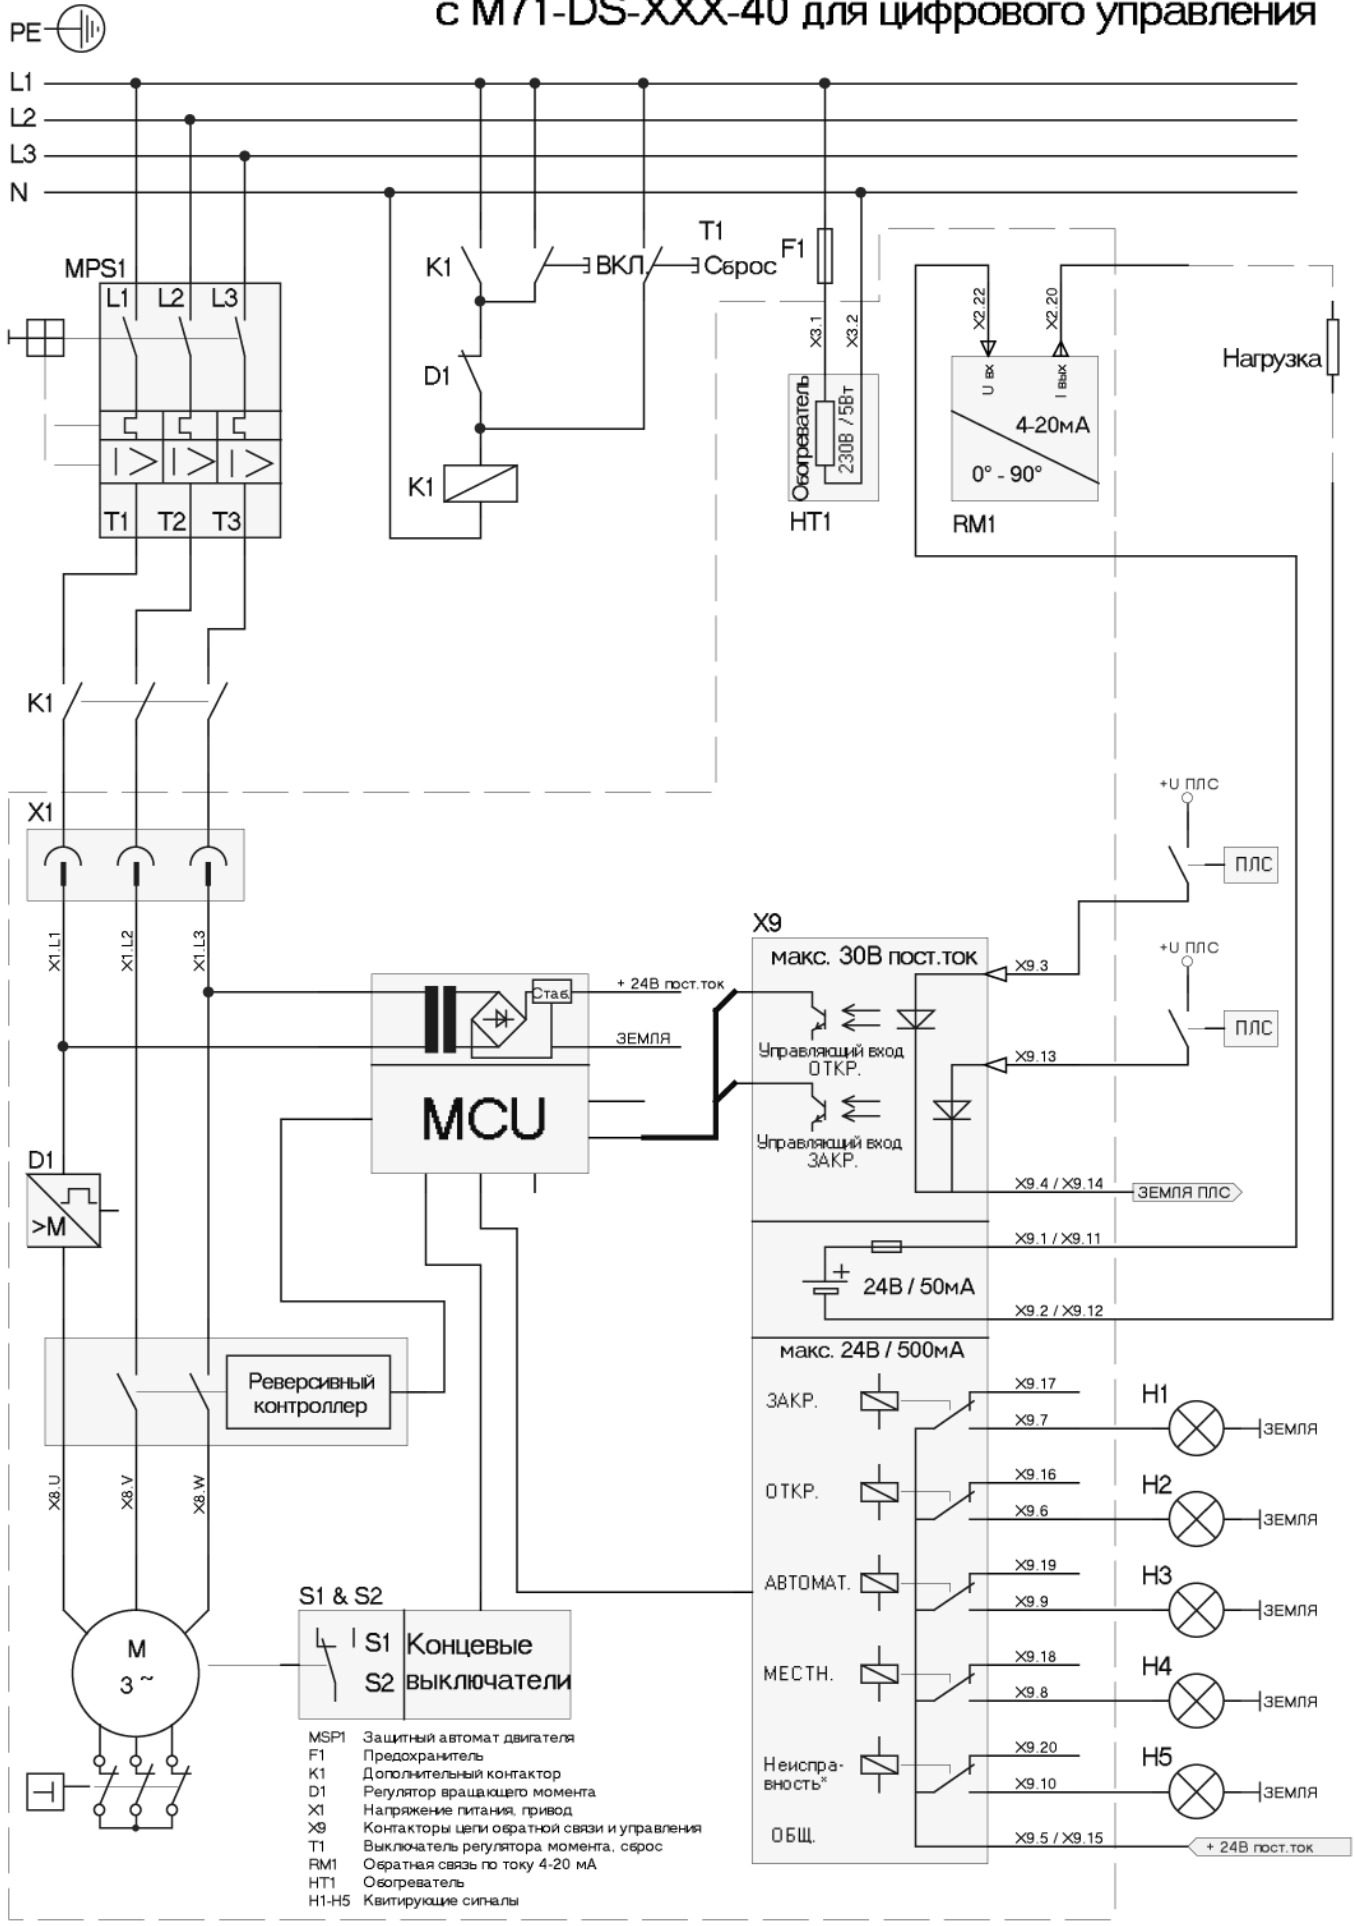 с М71-DS-XXX-40 для цифрового управления
PE
L1
L2
L3
N
MPS1
L1 L2 L3
T1 T2 T3
K1
ВКЛ.
T1
Сброс
D1
K1
F1
X3.1
X3.2
Обогреватель
230В /5Вт
HT1
X2.22
X2.20
U вх
I вых
4-20мА
0° - 90°
RM1
Нагрузка
K1
X1
X1.L1
X1.L2
X1.L3
+U ПЛС
ПЛС
+U ПЛС
ПЛС
Стаб.
+ 24В пост.ток
ЗЕМЛЯ
MCU
X9
макс. 30В пост.ток
Управляющий вход
ОТКР.
Управляющий вход
ЗАКР.
X9.3
X9.13
X9.4 / X9.14
ЗЕМЛЯ ПЛС
X9.1 / X9.11
24В / 50мА
X9.2 / X9.12
D1
>M
Реверсивный
контроллер
X8.U
X8.V
X8.W
макс. 24В / 500мА
ЗАКР.
X9.17
X9.7
H1
ЗЕМЛЯ
ОТКР.
X9.16
X9.6
H2
ЗЕМЛЯ
АВТОМАТ.
X9.19
X9.9
H3
ЗЕМЛЯ
МЕСТН.
X9.18
X9.8
H4
ЗЕМЛЯ
Неиспра-
вность*
X9.20
X9.10
H5
ЗЕМЛЯ
ОБЩ.
X9.5 / X9.15
+ 24В пост.ток
M
3 ~
S1 & S2
S1
S2
Концевые
выключатели
MSP1 Защитный автомат двигателя
F1 Предохранитель
K1 Дополнительный контактор
D1 Регулятор вращающего момента
X1 Напряжение питания, привод
X9 Контакторы цепи обратной связи и управления
T1 Выключатель регулятора момента, сброс
RM1 Обратная связь по току 4-20 мА
HT1 Обогреватель
H1-H5 Квитирующие сигналы